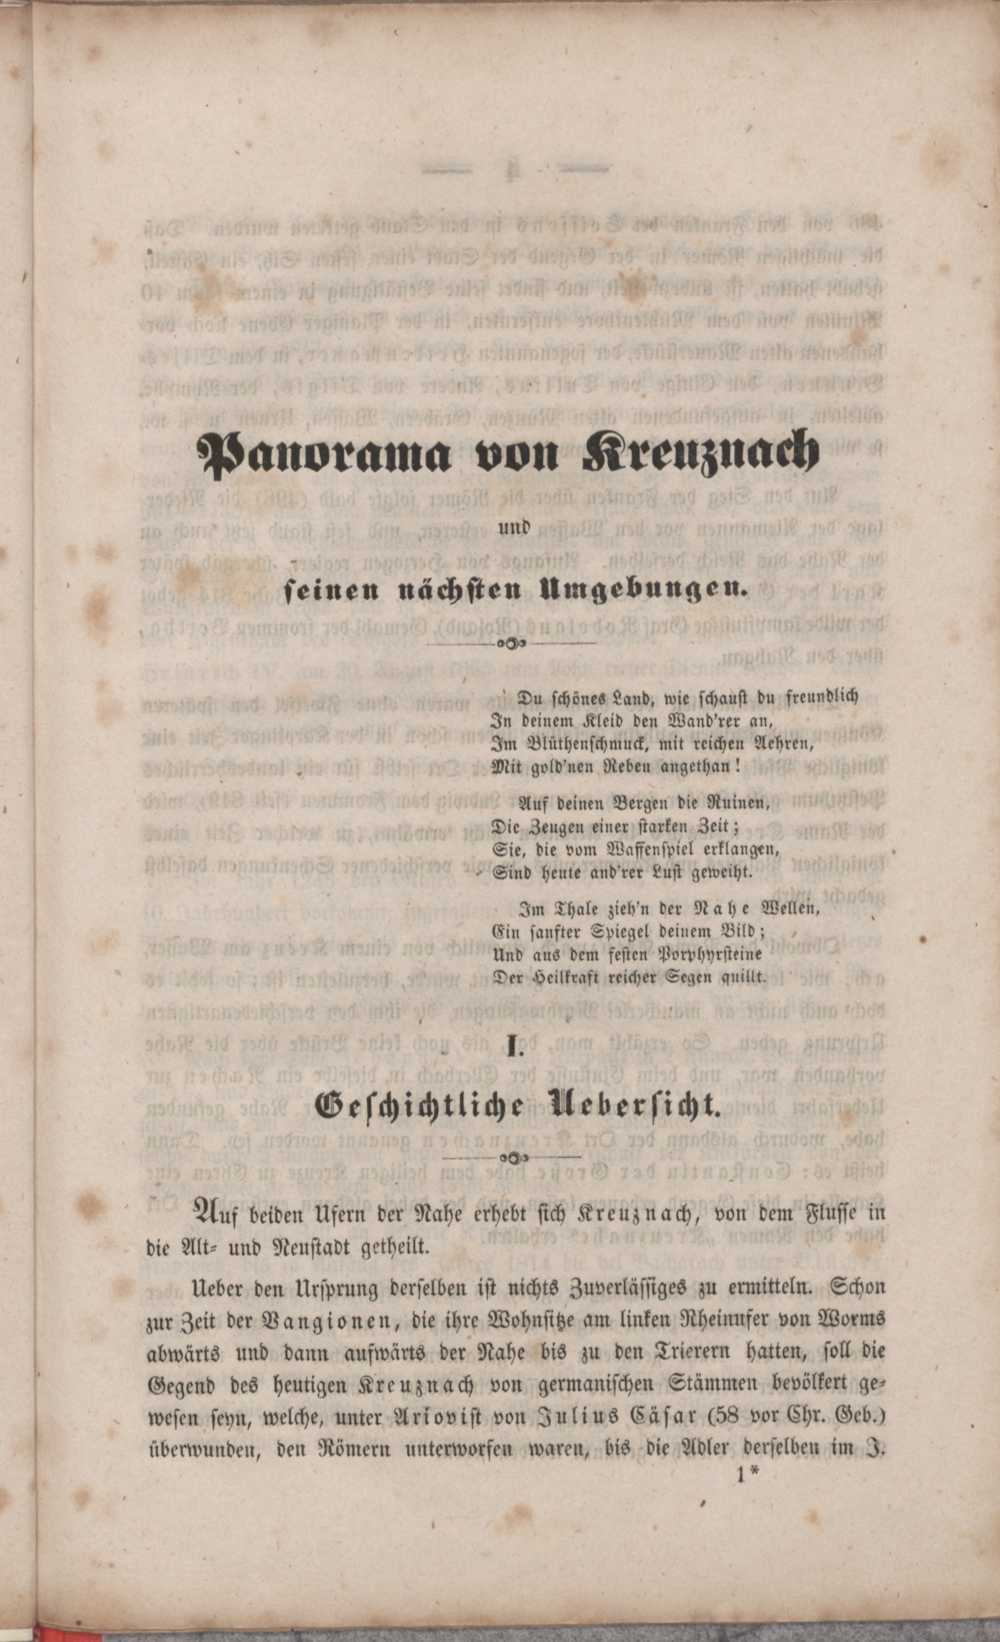 Panorama von Kreuznach
und
seinen nächsten Umgebungen.
Du schönes Land, wie schaust du freundlich
In deinem Kleid den Wand'rer an,
Im Blüthenschmuck, mit reichen Aehren,
Mit gold'nen Reben angethan!
Auf deinen Bergen die Ruinen,
Die Zeugen einer starken Zeit;
Sie, die vom Waffenspiel erklangen,
Sind heute and'rer Lust geweiht.
Im Thale zieh'n der Nahe Wellen,
Ein sanfter Spiegel deinem Bild;
Und aus dem festen Porphyrsteine
Der Heilkraft reicher Segen quillt.
I.
Geschichtliche Uebersicht.
Auf beiden Ufern der Nahe erhebt sich Kreuznach, von dem Flusse in
die Alt- und Neustadt getheilt.
Ueber den Ursprung derselben ist nichts Zuverlässiges zu ermitteln. Schon
zur Zeit der Vangionen, die ihre Wohnsitze am linken Rheinufer von Worms
abwärts und dann aufwärts der Nahe bis zu den Trierern hatten, soll die
Gegend des heutigen Kreuznach von germanischen Stämmen bevölkert ge-
wesen seyn, welche, unter Ariovist von Julius Cäsar (58 vor Chr. Geb.)
überwunden, den Römern unterworfen waren, bis die Adler derselben im J.
1*